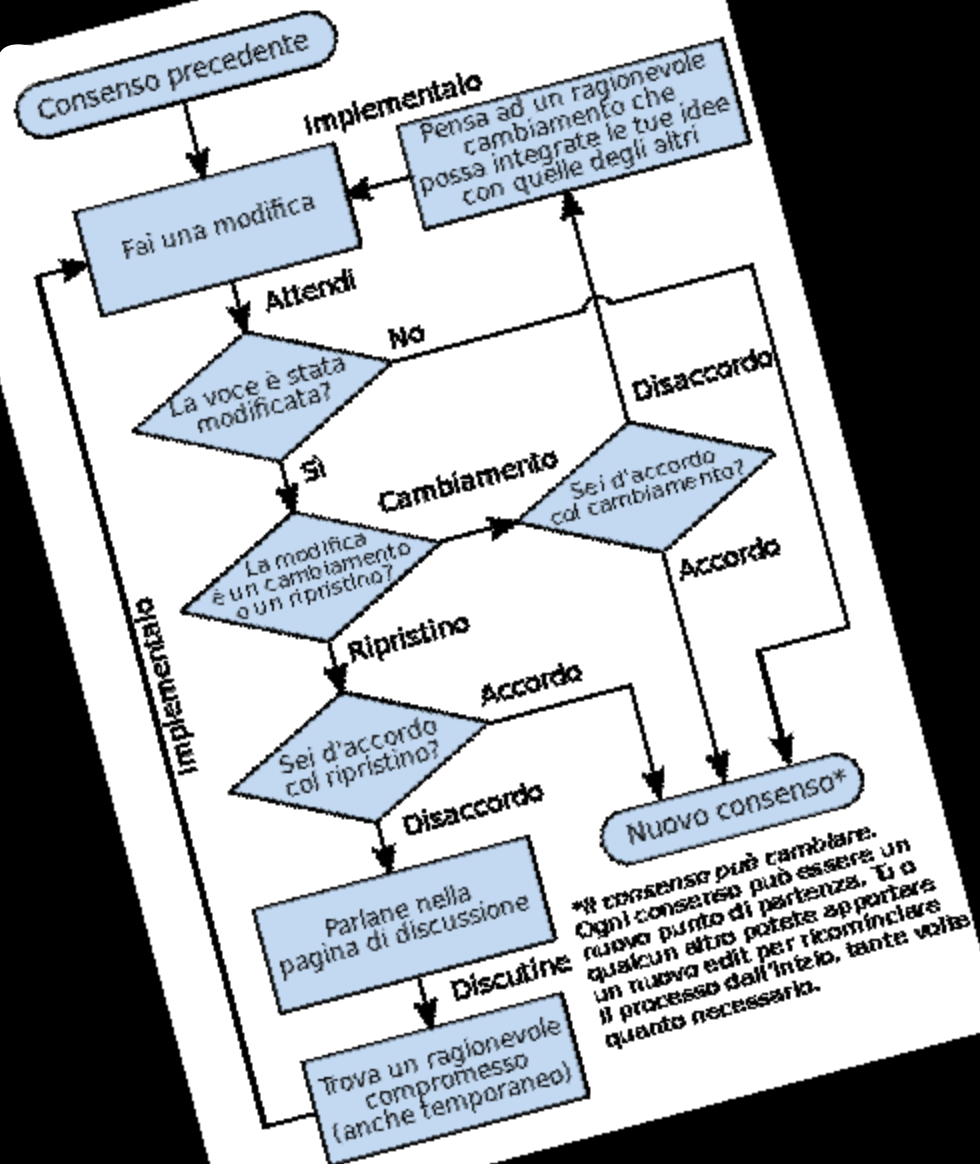 Consenso precedente
Implementalo
Pensa ad un ragionevole
cambiamento che
possa integrate le tue idee
con quelle degli altri
Fai una modifica
Attendi
No
La voce è stata
modificata?
Disaccordo
Sì
Cambiamento
Sei d'accordo
col cambiamento?
La modifica
è un cambiamento
o un ripristino?
Accordo
Implementalo
Ripristino
Accordo
Sei d'accordo
col ripristino?
Disaccordo
Nuovo consenso*
Parlane nella
pagina di discussione
*Il consenso può cambiare.
Ogni consenso può essere un
nuovo punto di partenza. Tu o
qualcun altro potete apportare
un nuovo edit per ricominciare
il processo dall'inizio, tante volte
quanto necessario.
Discutine
Trova un ragionevole
compromesso
(anche temporaneo)